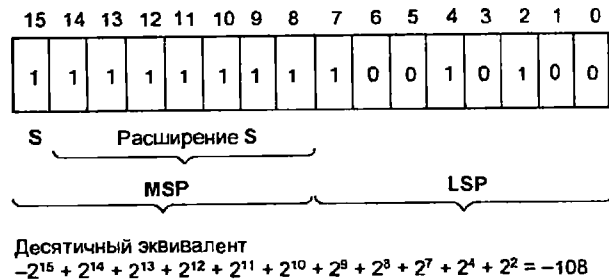 15 14 13 12 11 10 9 8 7 6 5 4 3 2 1 0
1 1 1 1 1 1 1 1 1 0 0 1 0 1 0 0
S Расширение S
MSP LSP
Десятичный эквивалент
–2¹⁵ + 2¹⁴ + 2¹³ + 2¹² + 2¹¹ + 2¹⁰ + 2⁹ + 2⁸ + 2⁷ + 2⁴ + 2² = –108